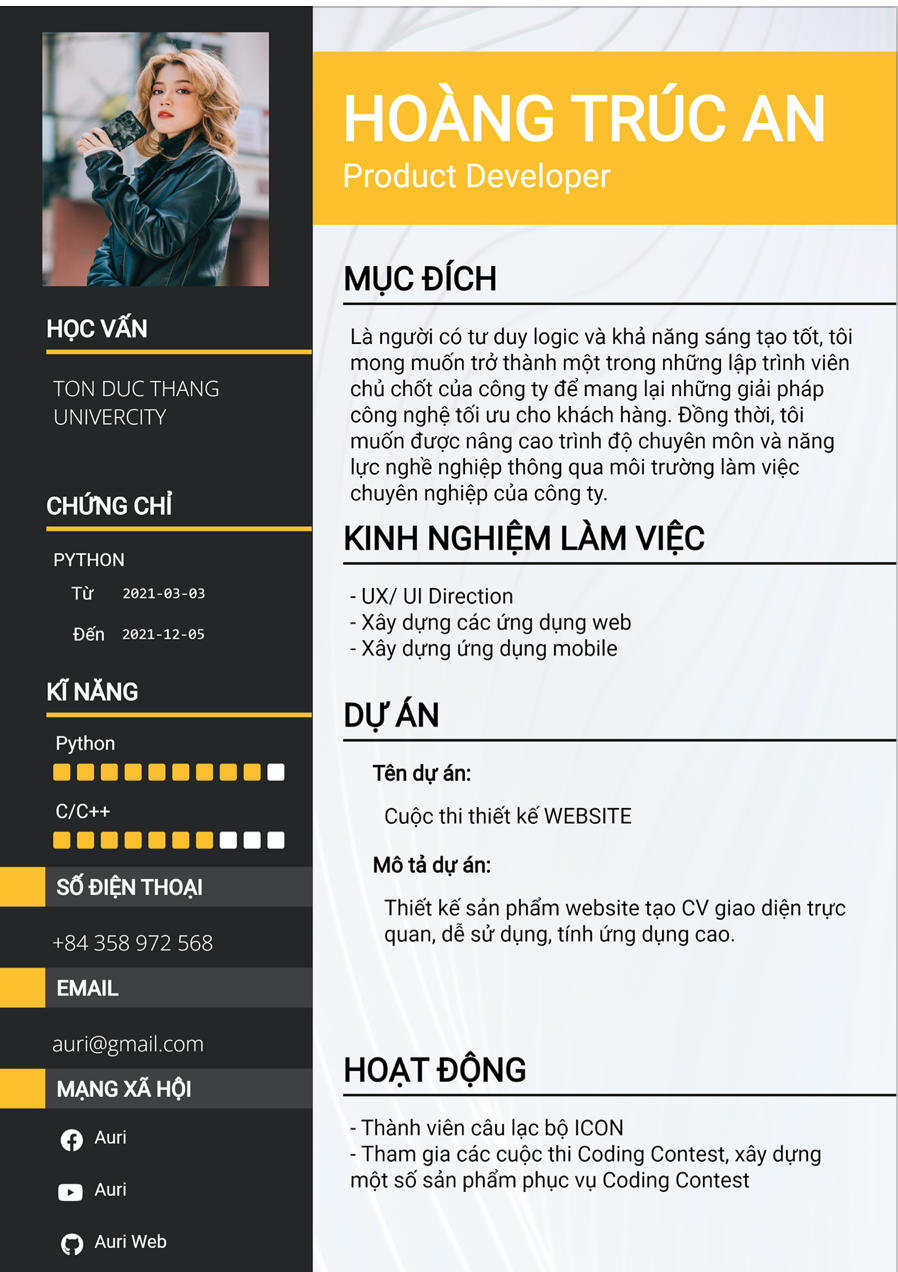 HOÀNG TRÚC AN
Product Developer
HỌC VẤN
TON DUC THANG
UNIVERCITY
CHỨNG CHỈ
PYTHON
Từ 2021-03-03
Đến 2021-12-05
KĨ NĂNG
Python
C/C++
SỐ ĐIỆN THOẠI
+84 358 972 568
EMAIL
auri@gmail.com
MẠNG XÃ HỘI
Auri
Auri
Auri Web
MỤC ĐÍCH
Là người có tư duy logic và khả năng sáng tạo tốt, tôi
mong muốn trở thành một trong những lập trình viên
chủ chốt của công ty để mang lại những giải pháp
công nghệ tối ưu cho khách hàng. Đồng thời, tôi
muốn được nâng cao trình độ chuyên môn và năng
lực nghề nghiệp thông qua môi trường làm việc
chuyên nghiệp của công ty.
KINH NGHIỆM LÀM VIỆC
- UX/ UI Direction
- Xây dựng các ứng dụng web
- Xây dựng ứng dụng mobile
DỰ ÁN
Tên dự án:
Cuộc thi thiết kế WEBSITE
Mô tả dự án:
Thiết kế sản phẩm website tạo CV giao diện trực
quan, dễ sử dụng, tính ứng dụng cao.
HOẠT ĐỘNG
- Thành viên câu lạc bộ ICON
- Tham gia các cuộc thi Coding Contest, xây dựng
một số sản phẩm phục vụ Coding Contest